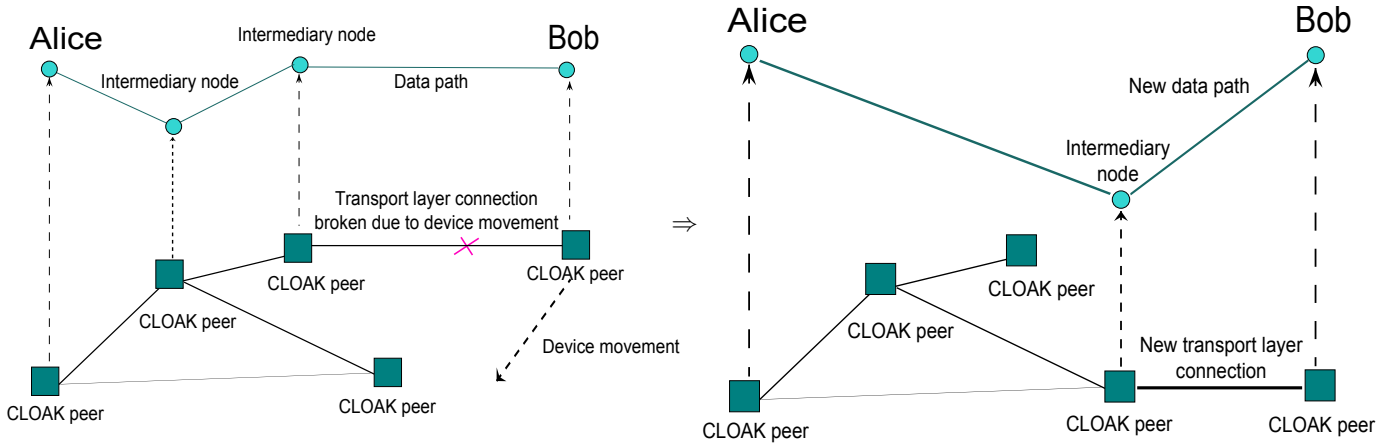 Alice
Intermediary node
Bob
Intermediary node
Data path
Transport layer connection
broken due to device movement
CLOAK peer
CLOAK peer
CLOAK peer
Device movement
CLOAK peer
CLOAK peer
⇒
Alice
Bob
New data path
Intermediary
node
CLOAK peer
CLOAK peer
New transport layer
connection
CLOAK peer
CLOAK peer
CLOAK peer